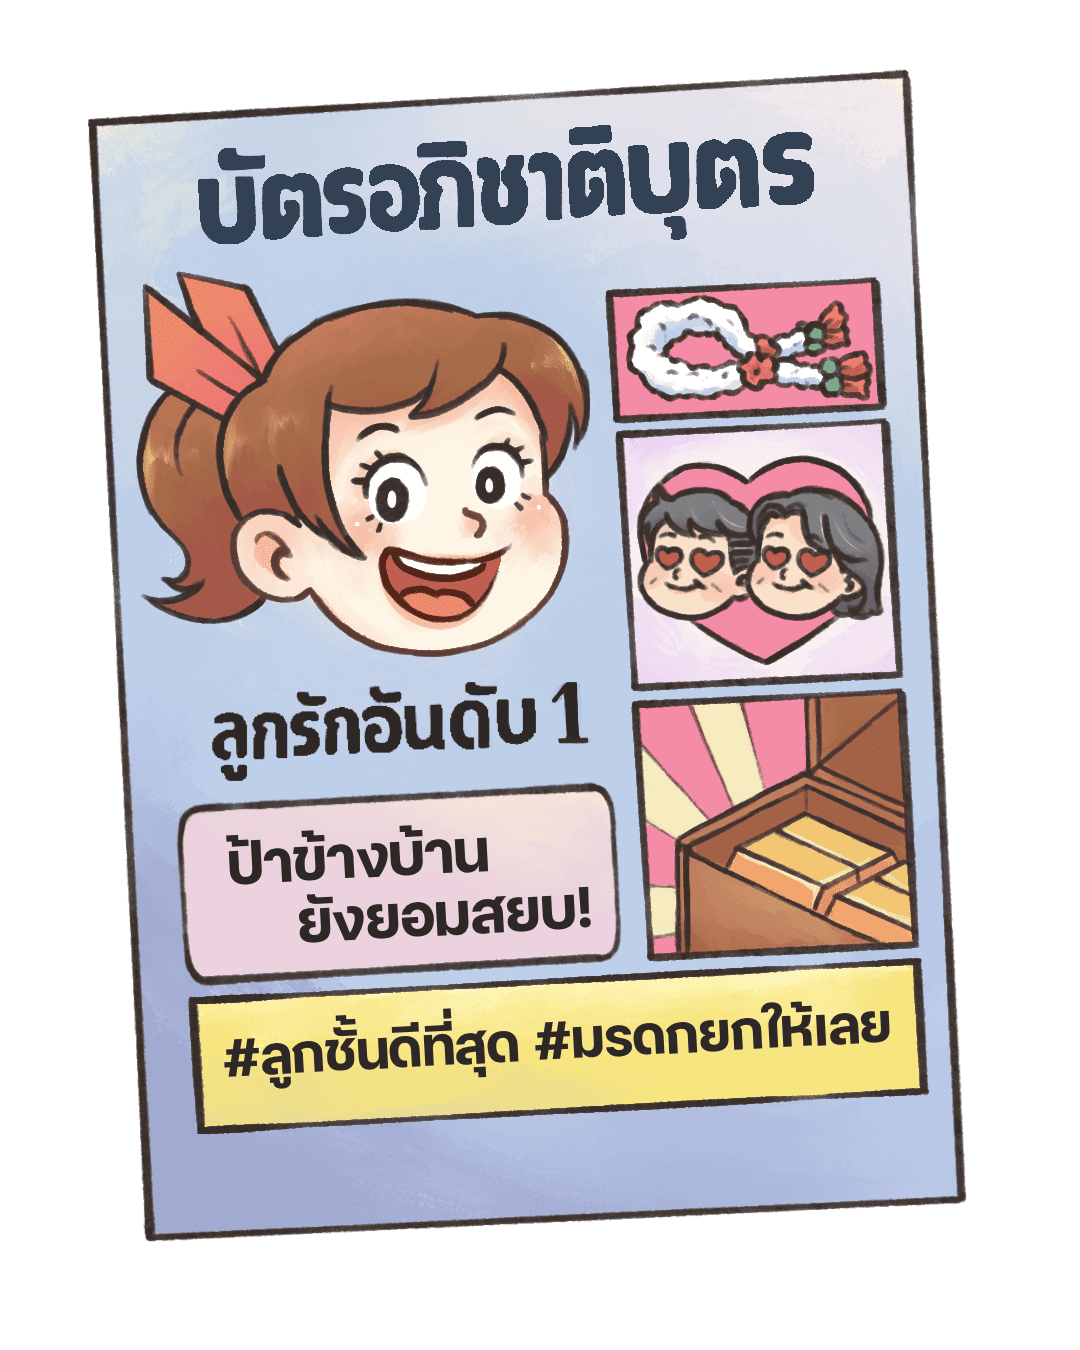 บัตรอภิชาติบุตร
ลูกรักอันดับ 1
ป้าข้างบ้าน
ยังยอมสยบ!
#ลูกชั้นดีที่สุด #มรดกยกให้เลย